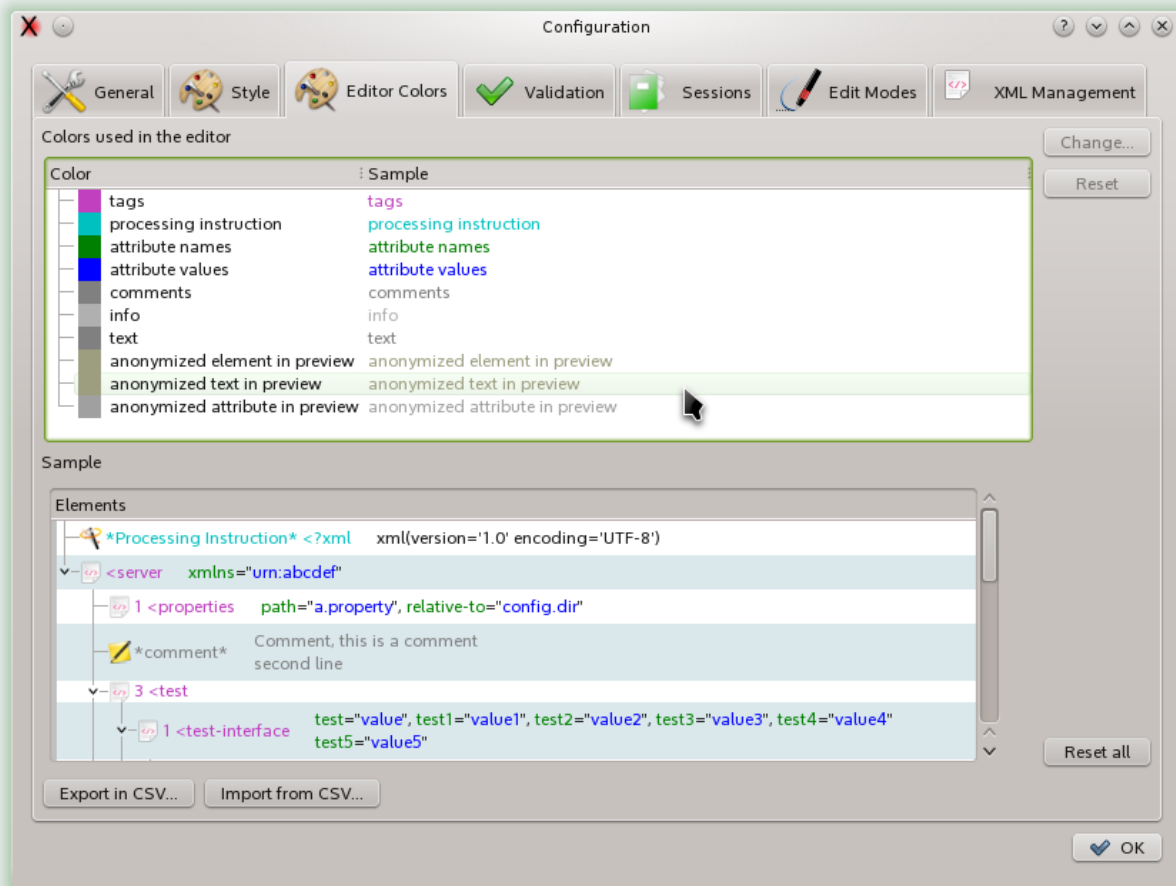 Configuration
General Style Editor Colors Validation Sessions Edit Modes XML Management
Colors used in the editor
Change...
Color Sample
Reset
tags tags
processing instruction processing instruction
attribute names attribute names
attribute values attribute values
comments comments
info info
text text
anonymized element in preview anonymized element in preview
anonymized text in preview anonymized text in preview
anonymized attribute in preview anonymized attribute in preview
Sample
Elements
*Processing Instruction* <?xml xml(version='1.0' encoding='UTF-8')
<server xmlns="urn:abcdef"
1 <properties path="a.property", relative-to="config.dir"
*comment* Comment, this is a comment
second line
3 <test
1 <test-interface test="value", test1="value1", test2="value2", test3="value3", test4="value4"
test5="value5"
Reset all
Export in CSV... Import from CSV...
OK